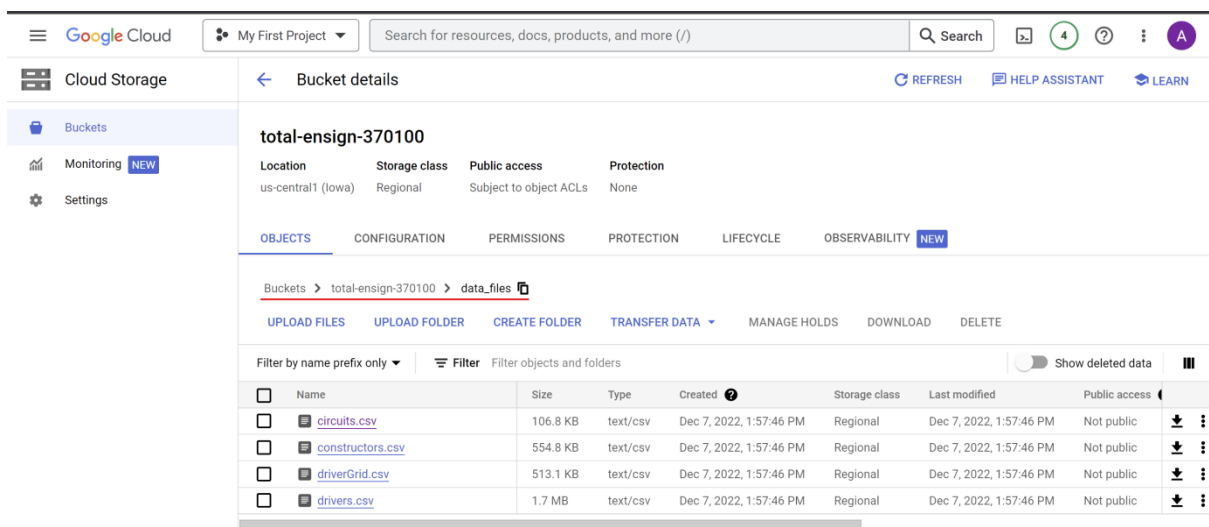 Google Cloud My First Project Search for resources, docs, products, and more (/) Search 4 A
Cloud Storage Bucket details REFRESH HELP ASSISTANT LEARN
Buckets
Monitoring NEW
Settings
total-ensign-370100
Location Storage class Public access Protection
us-central1 (Iowa) Regional Subject to object ACLs None
OBJECTS CONFIGURATION PERMISSIONS PROTECTION LIFECYCLE OBSERVABILITY NEW
Buckets > total-ensign-370100 > data_files
UPLOAD FILES UPLOAD FOLDER CREATE FOLDER TRANSFER DATA MANAGE HOLDS DOWNLOAD DELETE
Filter by name prefix only Filter Filter objects and folders Show deleted data
Name Size Type Created Storage class Last modified Public access
circuits.csv 106.8 KB text/csv Dec 7, 2022, 1:57:46 PM Regional Dec 7, 2022, 1:57:46 PM Not public
constructors.csv 554.8 KB text/csv Dec 7, 2022, 1:57:46 PM Regional Dec 7, 2022, 1:57:46 PM Not public
driverGrid.csv 513.1 KB text/csv Dec 7, 2022, 1:57:46 PM Regional Dec 7, 2022, 1:57:46 PM Not public
drivers.csv 1.7 MB text/csv Dec 7, 2022, 1:57:46 PM Regional Dec 7, 2022, 1:57:46 PM Not public